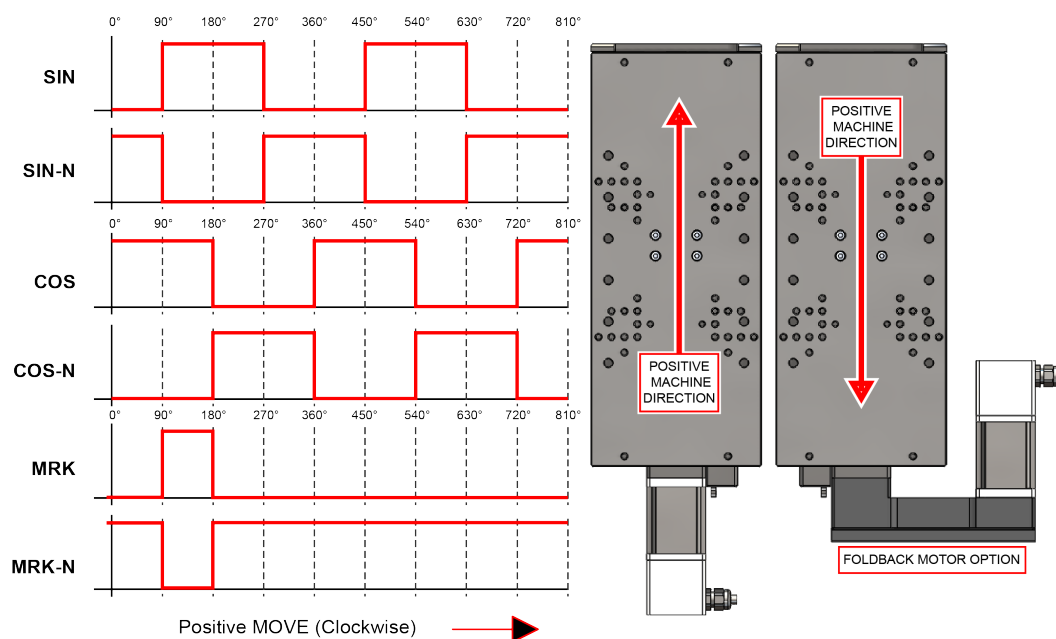 0° 90° 180° 270° 360° 450° 540° 630° 720° 810°
SIN
SIN-N
0° 90° 180° 270° 360° 450° 540° 630° 720° 810°
COS
COS-N
0° 90° 180° 270° 360° 450° 540° 630° 720° 810°
MRK
MRK-N
Positive MOVE (Clockwise)
POSITIVE
MACHINE
DIRECTION
POSITIVE
MACHINE
DIRECTION
FOLDBACK MOTOR OPTION